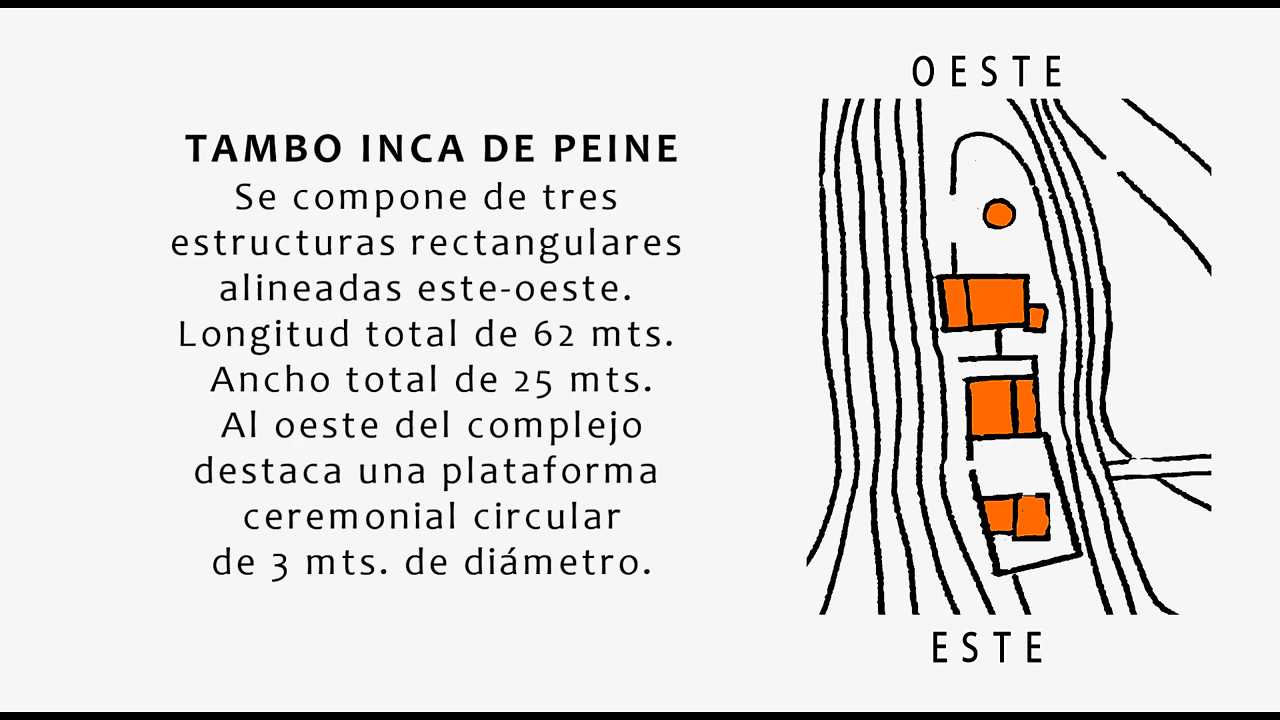 TAMBO INCA DE PEINE
Se compone de tres
estructuras rectangulares
alineadas este-oeste.
Longitud total de 62 mts.
Ancho total de 25 mts.
Al oeste del complejo
destaca una plataforma
ceremonial circular
de 3 mts. de diámetro.
OESTE
ESTE